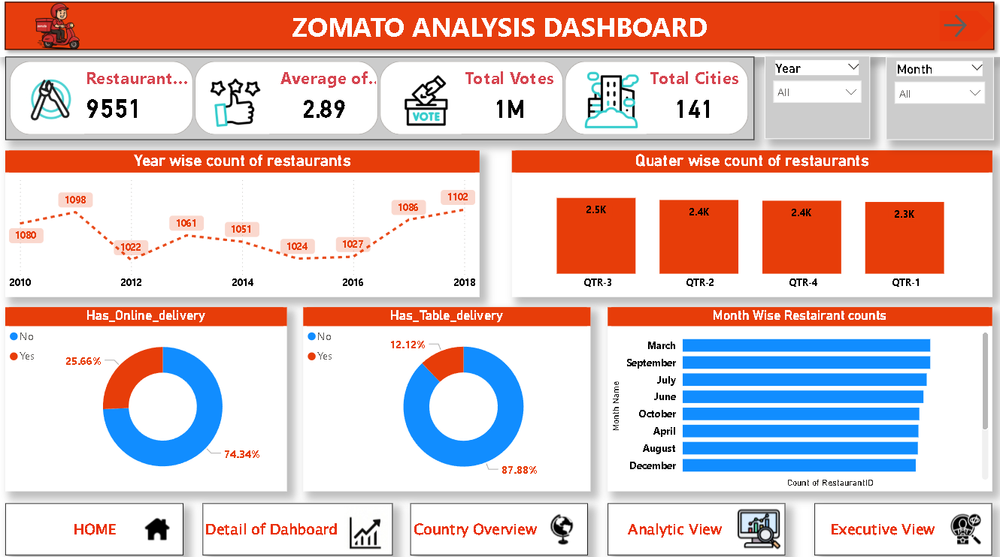 ZOMATO ANALYSIS DASHBOARD
zomato
Restaurant...
9551
Average of..
2.89
VOTE
Total Votes
1M
Total Cities
141
Year
All
Month
All
Year wise count of restaurants
1080
1098
1022
1061
1051
1024
1027
1086
1102
2010
2012
2014
2016
2018
Quater wise count of restaurants
2.5K
2.4K
2.4K
2.3K
QTR-3
QTR-2
QTR-4
QTR-1
Has_Online_delivery
No
Yes
25.66%
74.34%
Has_Table_delivery
No
Yes
12.12%
87.88%
Month Wise Restairant counts
Month Name
March
September
July
June
October
April
August
December
Count of RestaurantID
HOME
Detail of Dahboard
Country Overview
Analytic View
Executive View